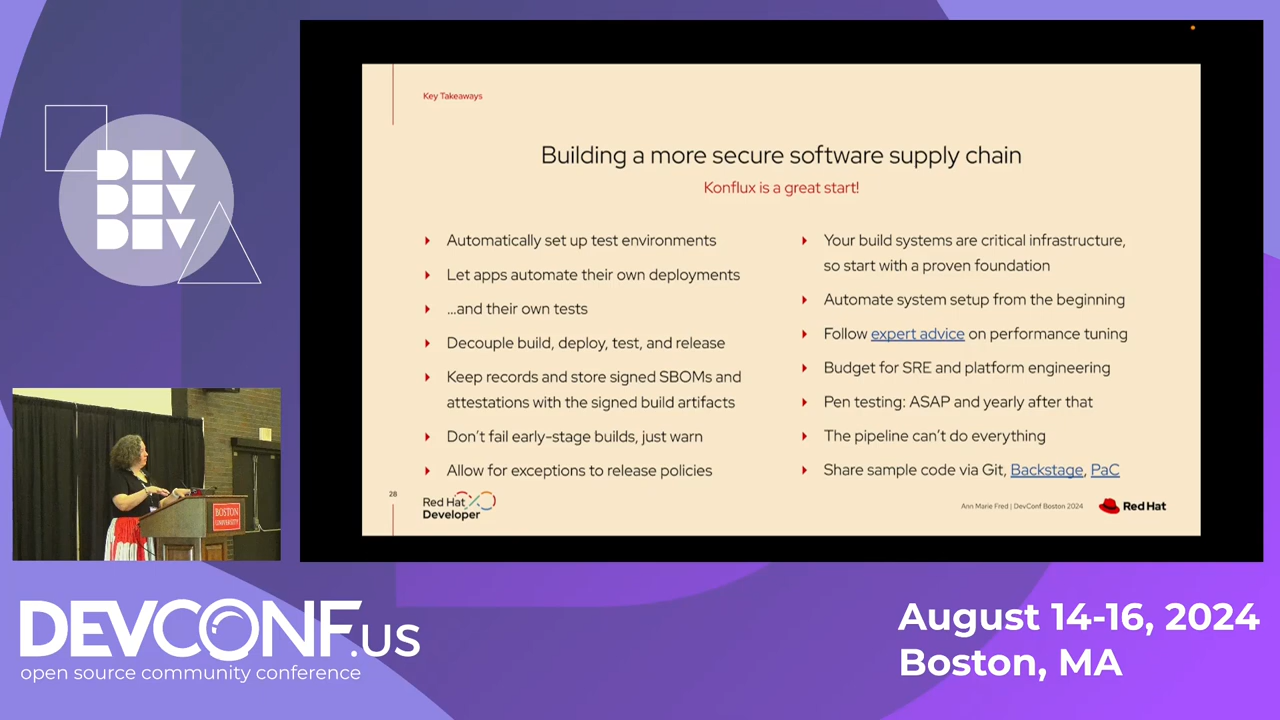 DEV
DEV
DEV
Key Takeaways
Building a more secure software supply chain
Konflux is a great start!
Automatically set up test environments
Let apps automate their own deployments
...and their own tests
Decouple build, deploy, test, and release
Keep records and store signed SBOMs and
attestations with the signed build artifacts
Don't fail early-stage builds, just warn
Allow for exceptions to release policies
Your build systems are critical infrastructure,
so start with a proven foundation
Automate system setup from the beginning
Follow expert advice on performance tuning
Budget for SRE and platform engineering
Pen testing: ASAP and yearly after that
The pipeline can't do everything
Share sample code via Git, Backstage, PaC
28
Red Hat
Developer
Ann Marie Fred | DevConf Boston 2024
Red Hat
BOSTON
UNIVERSITY
DEVCONF.us
open source community conference
August 14-16, 2024
Boston, MA